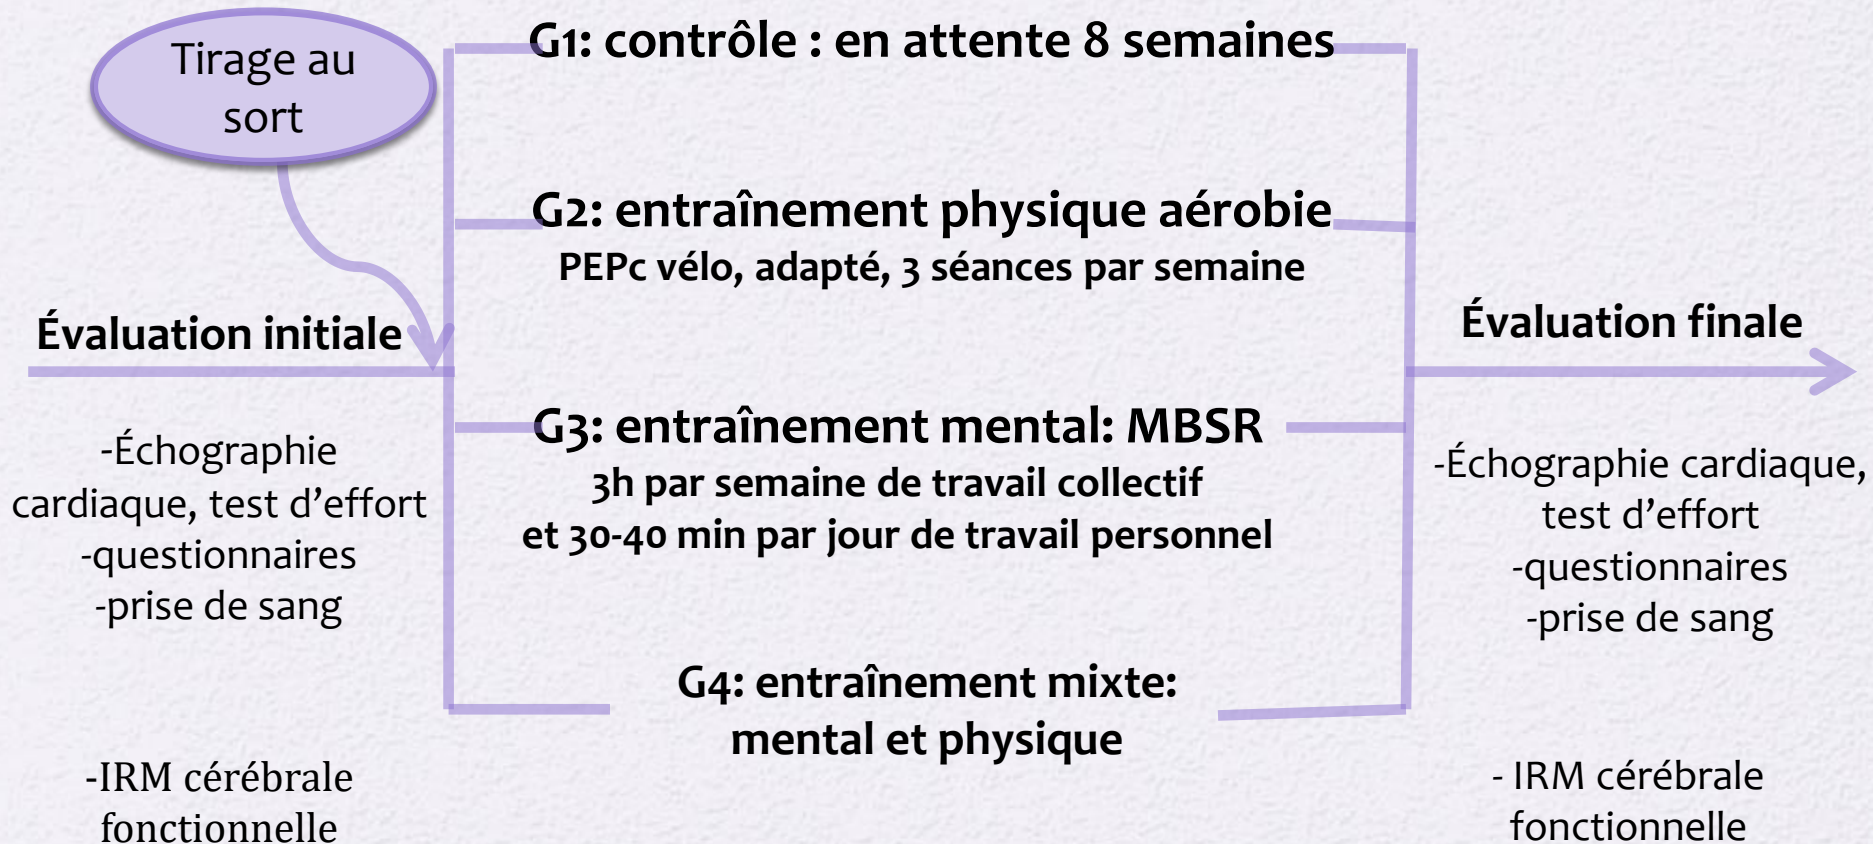 Tirage au
sort
G1: contrôle : en attente 8 semaines
G2: entraînement physique aérobie
PEPc vélo, adapté, 3 séances par semaine
Évaluation initiale
-Échographie
cardiaque, test d’effort
-questionnaires
-prise de sang
-IRM cérébrale
fonctionnelle
G3: entraînement mental: MBSR
3h par semaine de travail collectif
et 30-40 min par jour de travail personnel
G4: entraînement mixte:
mental et physique
Évaluation finale
-Échographie cardiaque,
test d’effort
-questionnaires
-prise de sang
- IRM cérébrale
fonctionnelle